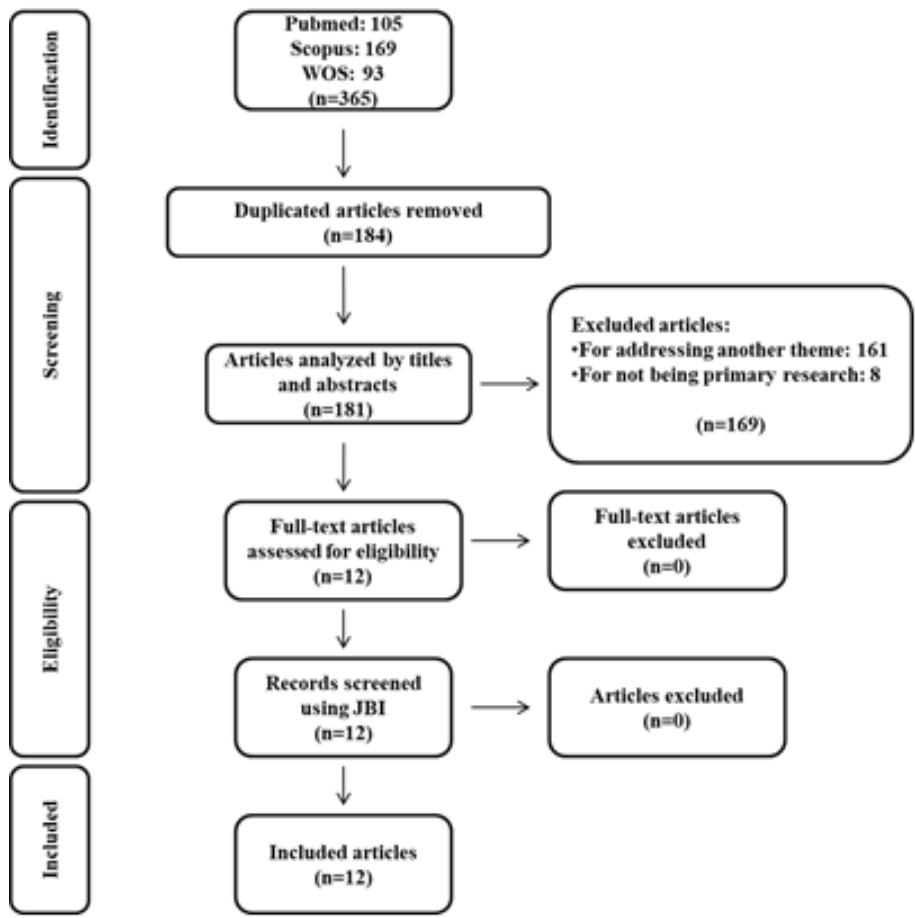 Identification
Pubmed: 105
Scopus: 169
WOS: 93
(n=365)
Screening
Duplicated articles removed
(n=184)
Articles analyzed by titles
and abstracts
(n=181)
Excluded articles:
•For addressing another theme: 161
•For not being primary research: 8
(n=169)
Eligibility
Full-text articles
assessed for eligibility
(n=12)
Full-text articles
excluded
(n=0)
Records screened
using JBI
(n=12)
Articles excluded
(n=0)
Included
Included articles
(n=12)